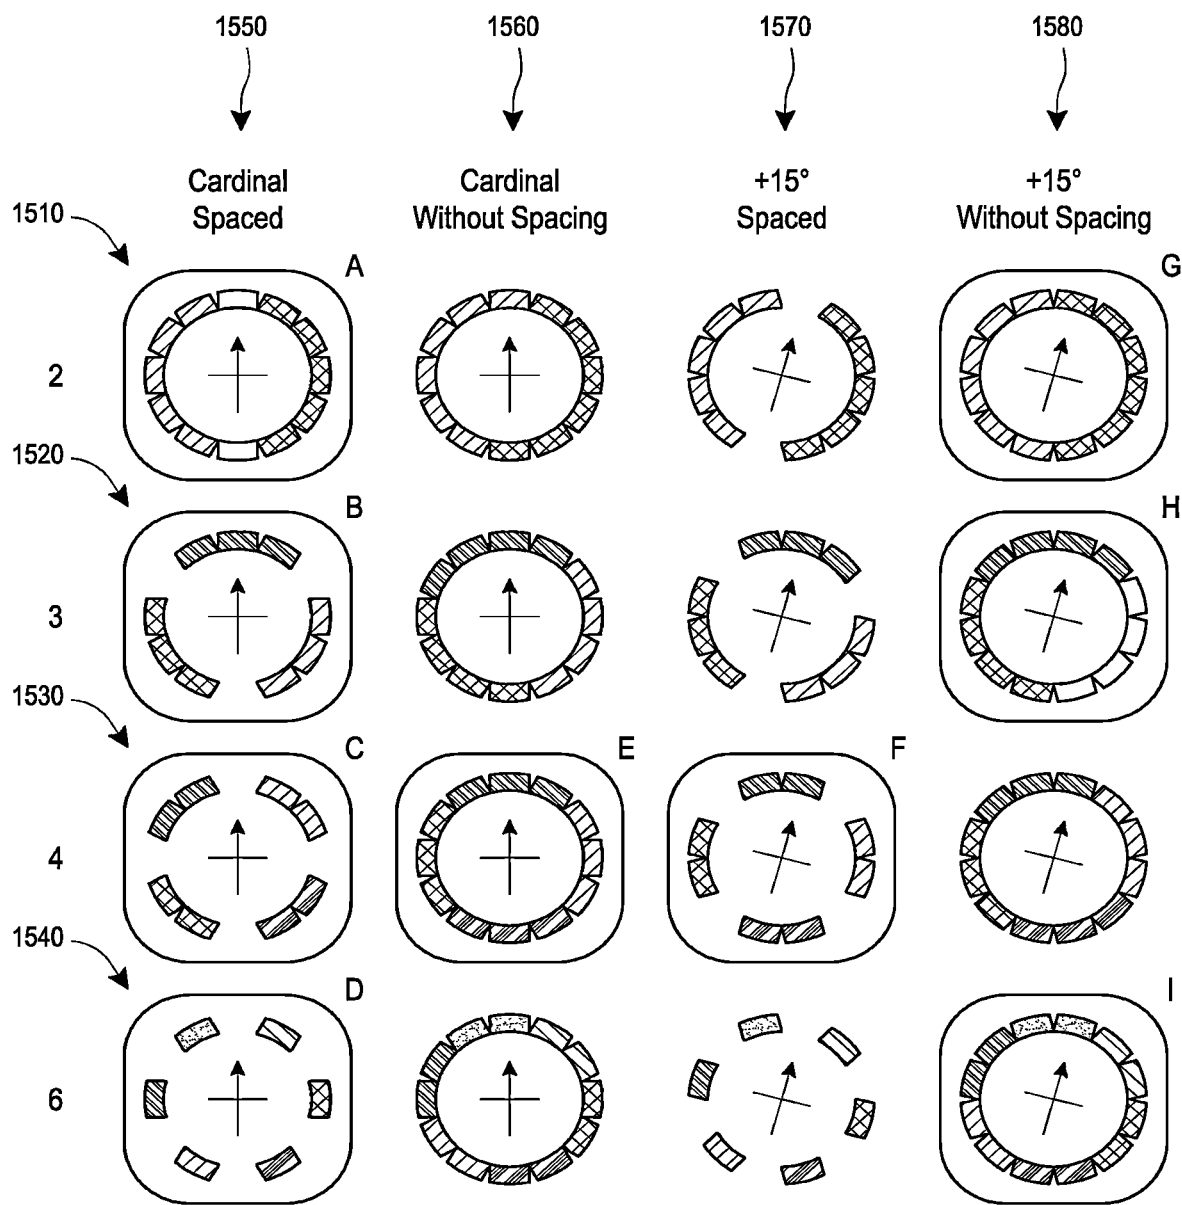 1550 1560 1570 1580
Cardinal Cardinal +15° +15°
Spaced Without Spacing Spaced Without Spacing
1510
A G
2
1520
B H
3
1530
C E F
4
1540
D I
6